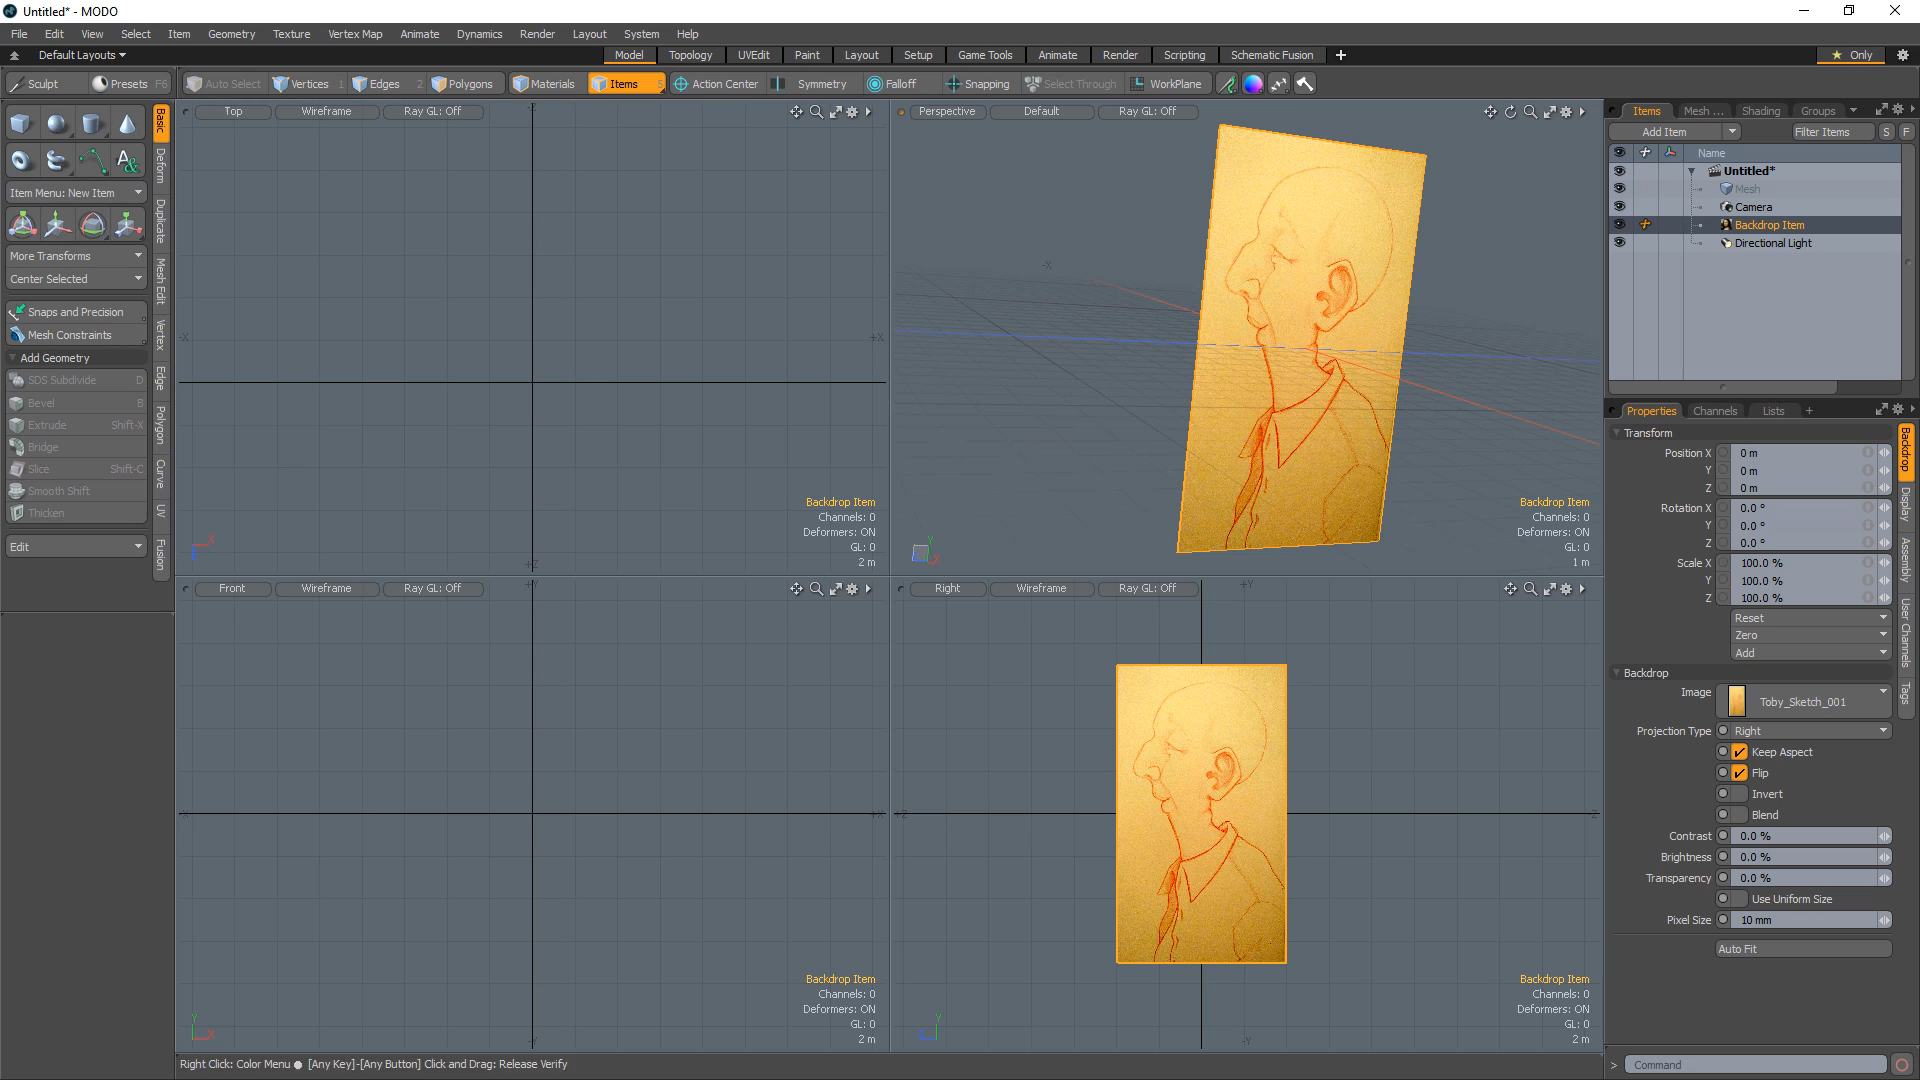 Untitled* - MODO
File Edit View Select Item Geometry Texture Vertex Map Animate Dynamics Render Layout System Help
Default Layouts Model Topology UVEdit Paint Layout Setup Game Tools Animate Render Scripting Schematic Fusion + ★ Only
Sculpt Presets F6 Auto Select Vertices 1 Edges 2 Polygons Materials Items 5 Action Center Symmetry Falloff Snapping Select Through WorkPlane
Basic
Deform
Duplicate
Mesh Edit
Vertex
Edge
Polygon
Curve
UV
Fusion
Item Menu: New Item
More Transforms
Center Selected
Snaps and Precision
Mesh Constraints
Add Geometry
SDS Subdivide D
Bevel B
Extrude Shift-X
Bridge
Slice Shift-C
Smooth Shift
Thicken
Edit
Top Wireframe Ray GL: Off
-Z
-X +X
Backdrop Item
Channels: 0
Deformers: ON
GL: 0
2 m
+Z
X
Perspective Default Ray GL: Off
-X
Backdrop Item
Channels: 0
Deformers: ON
GL: 0
1 m
Y
X
Front Wireframe Ray GL: Off
+Y
-X +X
Backdrop Item
Channels: 0
Deformers: ON
GL: 0
2 m
Y
X
-Y
Right Wireframe Ray GL: Off
+Y
+Z -Z
Backdrop Item
Channels: 0
Deformers: ON
GL: 0
2 m
Y
-Y
Items Mesh ... Shading Groups
Add Item Filter Items S F
Name
Untitled*
Mesh
Camera
Backdrop Item
Directional Light
Properties Channels Lists +
Transform
Position X 0 m
Y 0 m
Z 0 m
Rotation X 0.0 °
Y 0.0 °
Z 0.0 °
Scale X 100.0 %
Y 100.0 %
Z 100.0 %
Reset
Zero
Add
Backdrop
Image Toby_Sketch_001
Projection Type Right
Keep Aspect
Flip
Invert
Blend
Contrast 0.0 %
Brightness 0.0 %
Transparency 0.0 %
Use Uniform Size
Pixel Size 10 mm
Auto Fit
Backdrop
Display
Assembly
User Channels
Tags
Right Click: Color Menu ● [Any Key]-[Any Button] Click and Drag: Release Verify
> Command